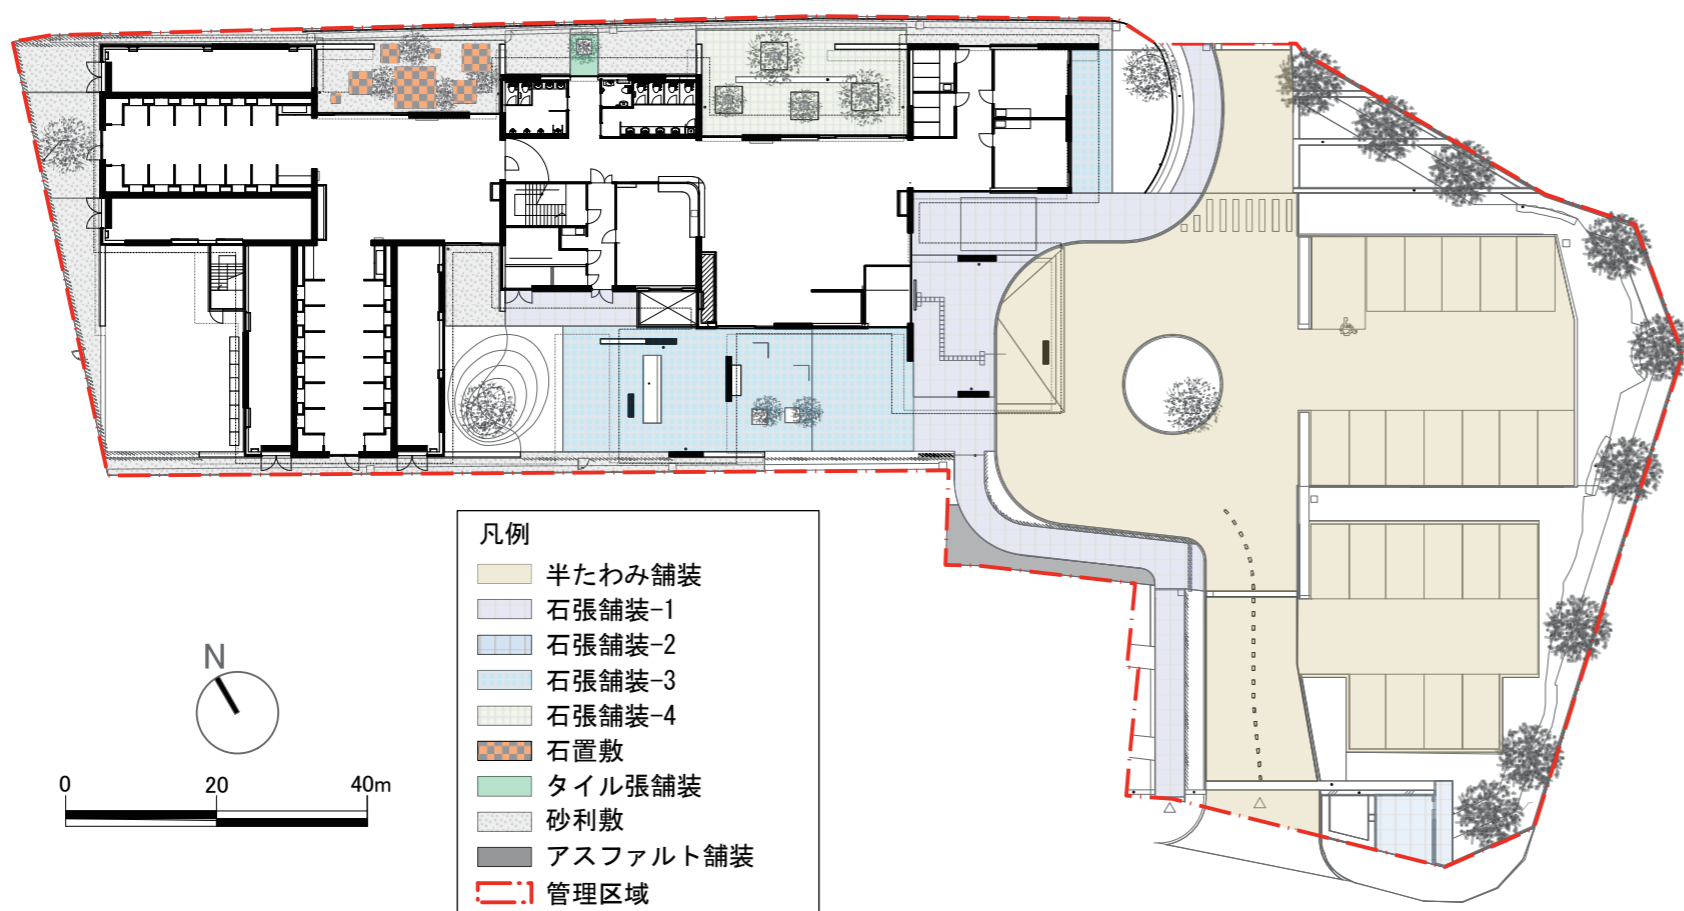 凡例
半たわみ舗装
石張舗装-1
石張舗装-2
石張舗装-3
石張舗装-4
石置敷
タイル張舗装
砂利敷
アスファルト舗装
管理区域
N
0 20 40m